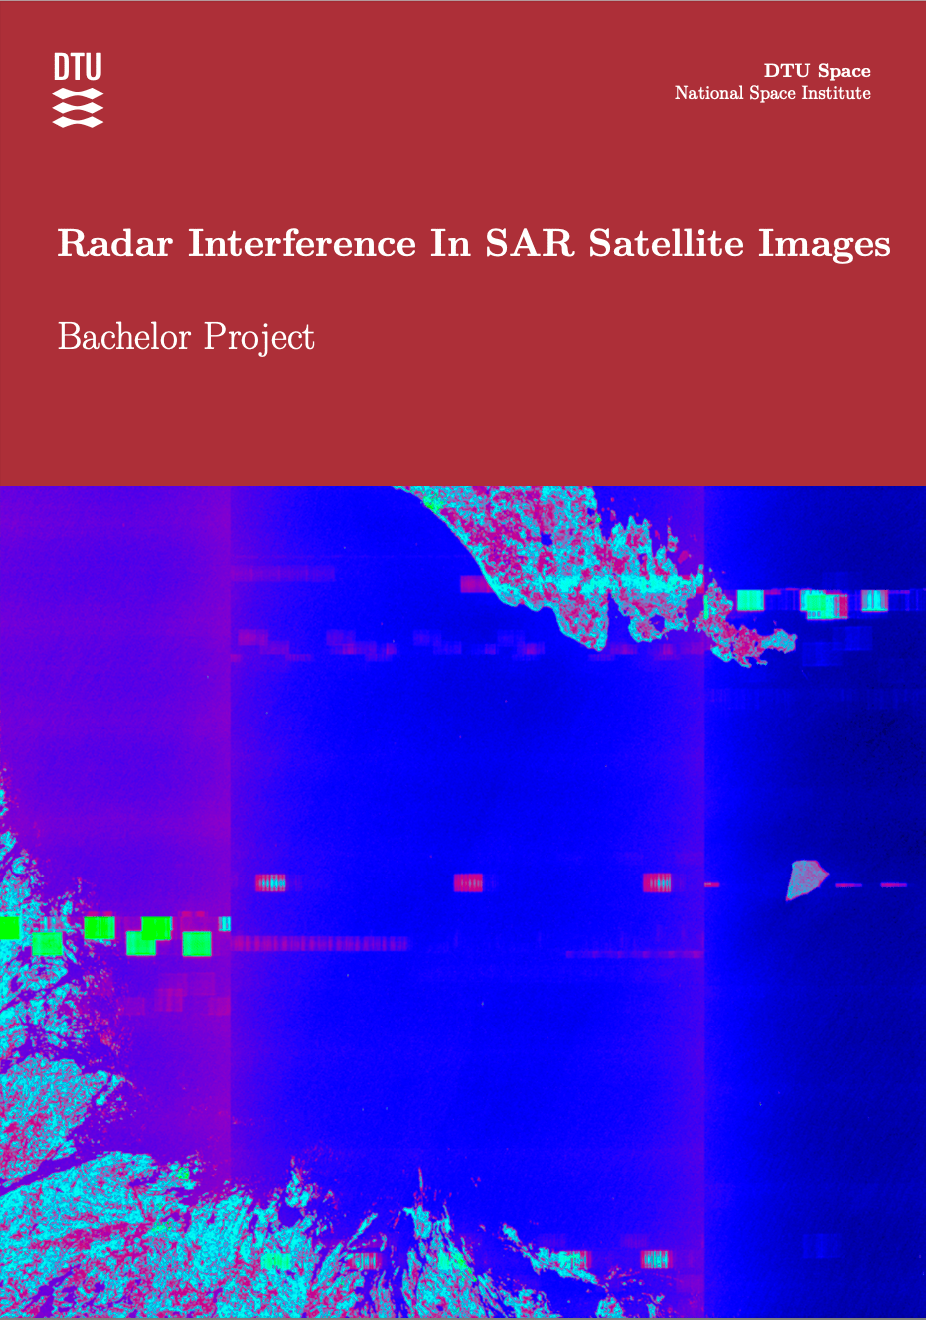 DTU
DTU Space
National Space Institute
Radar Interference In SAR Satellite Images
Bachelor Project